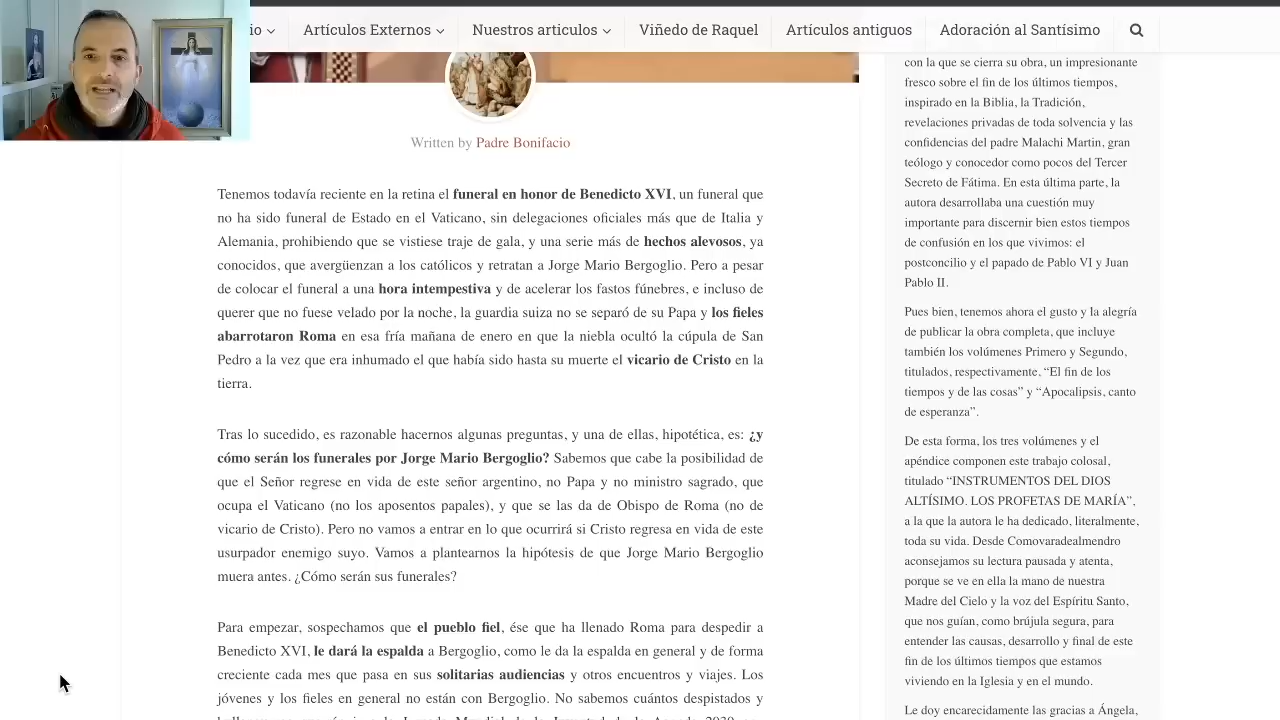 io
Artículos Externos
Nuestros articulos
Viñedo de Raquel
Artículos antiguos
Adoración al Santísimo
Written by Padre Bonifacio
Tenemos todavía reciente en la retina el funeral en honor de Benedicto XVI, un funeral que
no ha sido funeral de Estado en el Vaticano, sin delegaciones oficiales más que de Italia y
Alemania, prohibiendo que se vistiese traje de gala, y una serie más de hechos alevosos, ya
conocidos, que avergüenzan a los católicos y retratan a Jorge Mario Bergoglio. Pero a pesar
de colocar el funeral a una hora intempestiva y de acelerar los fastos fúnebres, e incluso de
querer que no fuese velado por la noche, la guardia suiza no se separó de su Papa y los fieles
abarrotaron Roma en esa fría mañana de enero en que la niebla ocultó la cúpula de San
Pedro a la vez que era inhumado el que había sido hasta su muerte el vicario de Cristo en la
tierra.
Tras lo sucedido, es razonable hacernos algunas preguntas, y una de ellas, hipotética, es: ¿y
cómo serán los funerales por Jorge Mario Bergoglio? Sabemos que cabe la posibilidad de
que el Señor regrese en vida de este señor argentino, no Papa y no ministro sagrado, que
ocupa el Vaticano (no los aposentos papales), y que se las da de Obispo de Roma (no de
vicario de Cristo). Pero no vamos a entrar en lo que ocurrirá si Cristo regresa en vida de este
usurpador enemigo suyo. Vamos a plantearnos la hipótesis de que Jorge Mario Bergoglio
muera antes. ¿Cómo serán sus funerales?
Para empezar, sospechamos que el pueblo fiel, ése que ha llenado Roma para despedir a
Benedicto XVI, le dará la espalda a Bergoglio, como le da la espalda en general y de forma
creciente cada mes que pasa en sus solitarias audiencias y otros encuentros y viajes. Los
jóvenes y los fieles en general no están con Bergoglio. No sabemos cuántos despistados y
con la que se cierra su obra, un impresionante
fresco sobre el fin de los últimos tiempos,
inspirado en la Biblia, la Tradición,
revelaciones privadas de toda solvencia y las
confidencias del padre Malachi Martin, gran
teólogo y conocedor como pocos del Tercer
Secreto de Fátima. En esta última parte, la
autora desarrollaba una cuestión muy
importante para discernir bien estos tiempos
de confusión en los que vivimos: el
postconcilio y el papado de Pablo VI y Juan
Pablo II.
Pues bien, tenemos ahora el gusto y la alegría
de publicar la obra completa, que incluye
también los volúmenes Primero y Segundo,
titulados, respectivamente, “El fin de los
tiempos y de las cosas” y “Apocalipsis, canto
de esperanza”.
De esta forma, los tres volúmenes y el
apéndice componen este trabajo colosal,
titulado “INSTRUMENTOS DEL DIOS
ALTÍSIMO. LOS PROFETAS DE MARÍA”,
a la que la autora le ha dedicado, literalmente,
toda su vida. Desde Comovaradealmendro
aconsejamos su lectura pausada y atenta,
porque se ve en ella la mano de nuestra
Madre del Cielo y la voz del Espíritu Santo,
que nos guían, como brújula segura, para
entender las causas, desarrollo y final de este
fin de los últimos tiempos que estamos
viviendo en la Iglesia y en el mundo.
Le doy encarecidamente las gracias a Ángela,